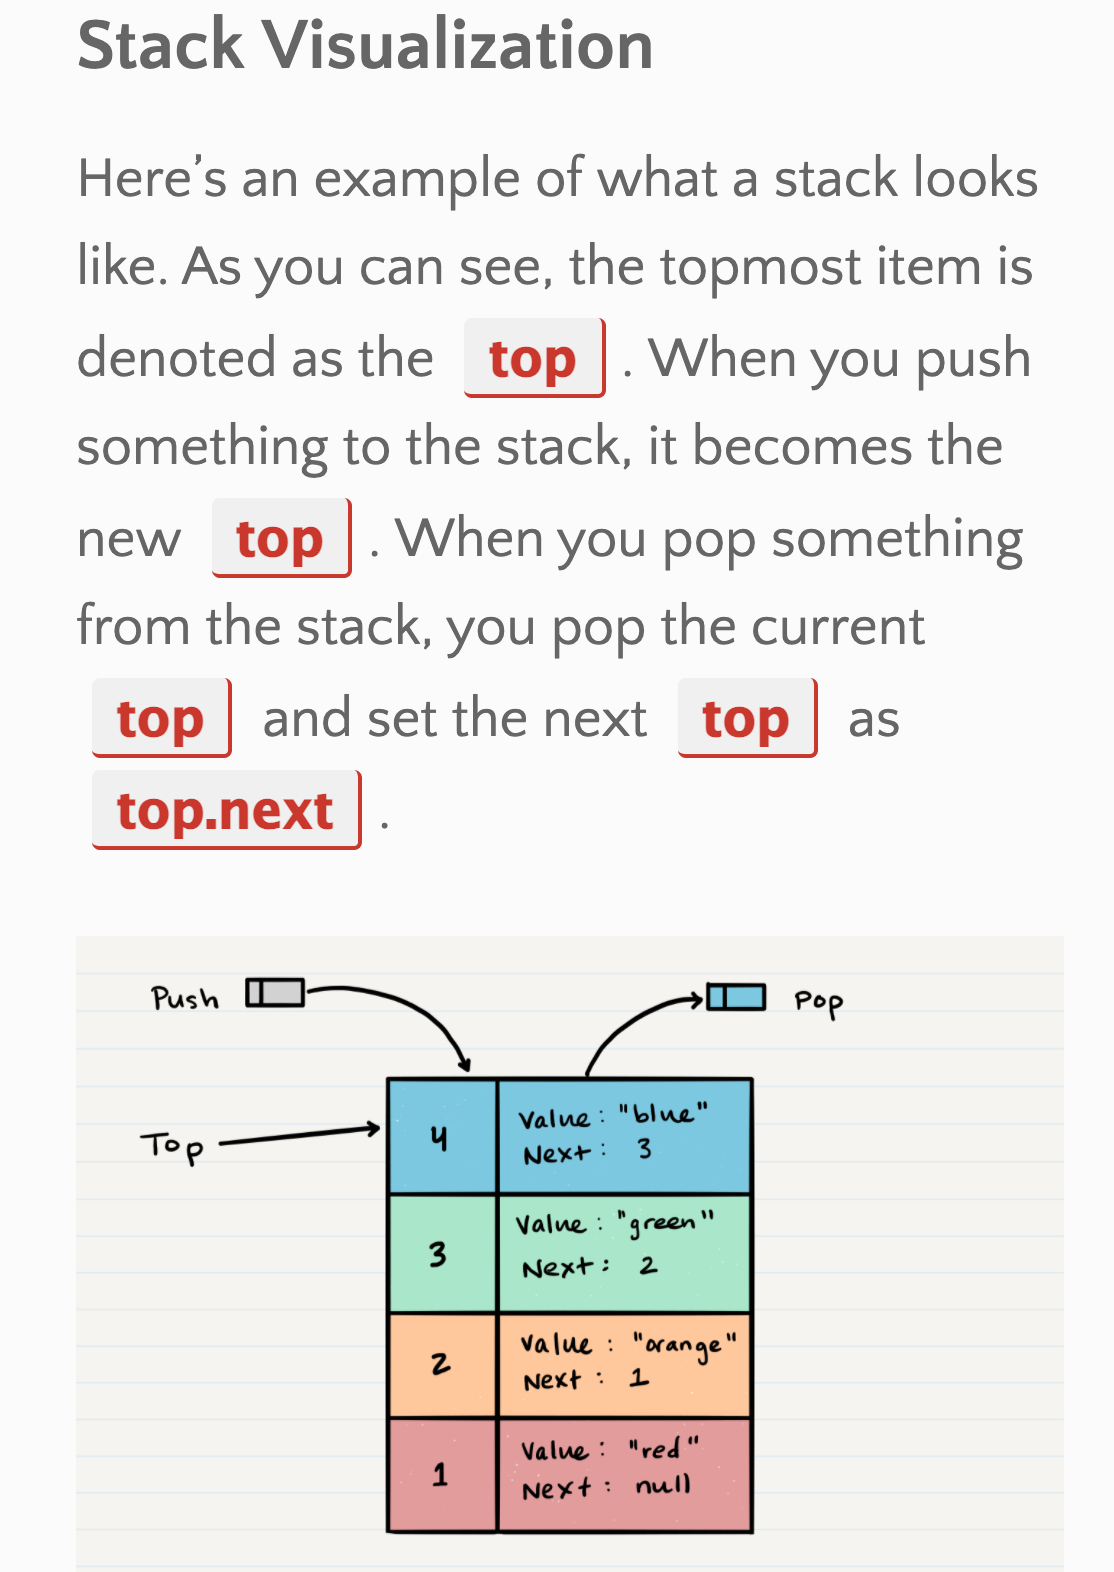 Stack Visualization
Here’s an example of what a stack looks
like. As you can see, the topmost item is
denoted as the top . When you push
something to the stack, it becomes the
new top . When you pop something
from the stack, you pop the current
top and set the next top as
top.next .
Push
Pop
Top
4
Value : "blue"
Next : 3
3
Value : "green"
Next : 2
2
Value : "orange"
Next : 1
1
Value : "red"
Next : null